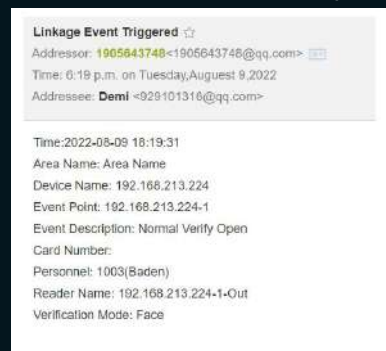 Linkage Event Triggered
Addressor: 1905643748<1905643748@qq.com>
Time: 6:19 p.m. on Tuesday,Auguest 9,2022
Addressee: Demi <929101316@qq.com>
Time:2022-08-09 18:19:31
Area Name: Area Name
Device Name: 192.168.213.224
Event Point: 192.168.213.224-1
Event Description: Normal Verify Open
Card Number:
Personnel: 1003(Baden)
Reader Name: 192.168.213.224-1-Out
Verification Mode: Face